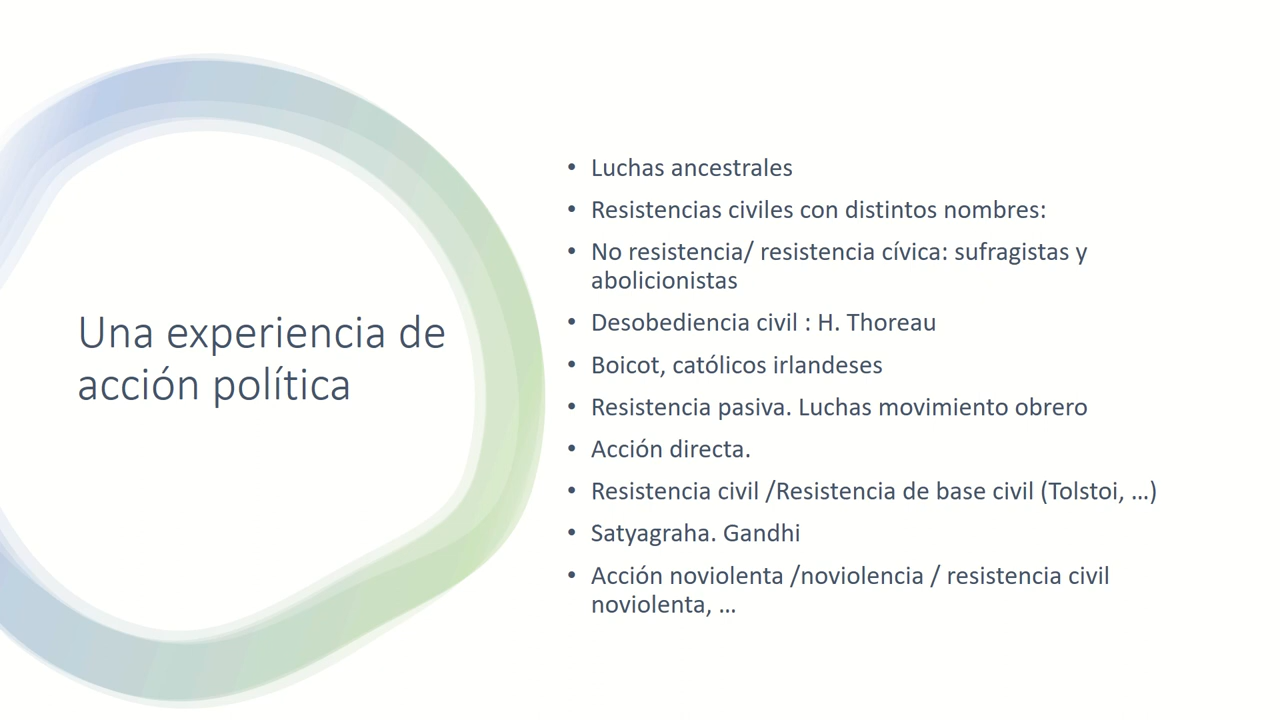 Una experiencia de
acción política
• Luchas ancestrales
• Resistencias civiles con distintos nombres:
• No resistencia/ resistencia cívica: sufragistas y
abolicionistas
• Desobediencia civil : H. Thoreau
• Boicot, católicos irlandeses
• Resistencia pasiva. Luchas movimiento obrero
• Acción directa.
• Resistencia civil /Resistencia de base civil (Tolstoi, …)
• Satyagraha. Gandhi
• Acción noviolenta /noviolencia / resistencia civil
noviolenta, …